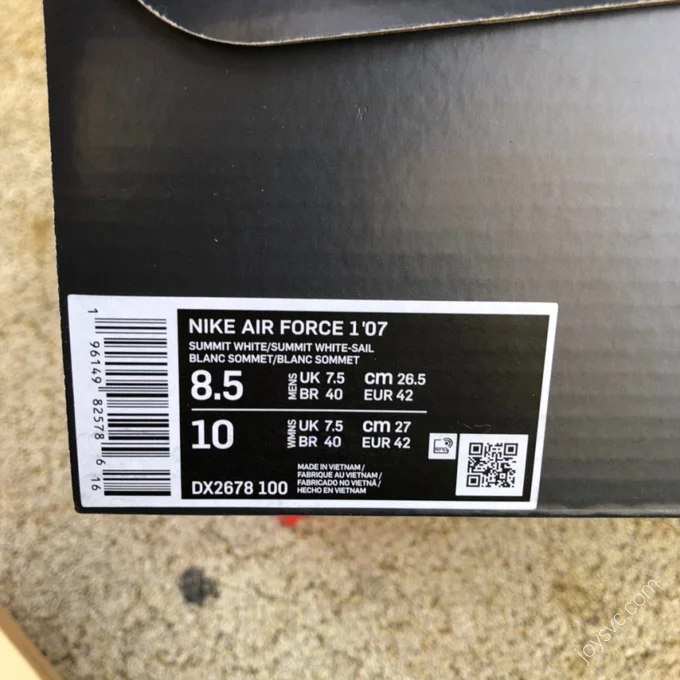 NIKE AIR FORCE 1 '07
SUMMIT WHITE/SUMMIT WHITE-SAIL
BLANC SOMMET/BLANC SOMMET
8.5 MENS UK 7.5 cm 26.5
BR 40 EUR 42
10 WMNS UK 7.5 cm 27
BR 40 EUR 42
DX2678 100
MADE IN VIETNAM /
FABRIQUE AU VIETNAM /
FABRICADO NO VIETNÃ /
HECHO EN VIETNAM
1 96149 82578 6 16
joysvc.com